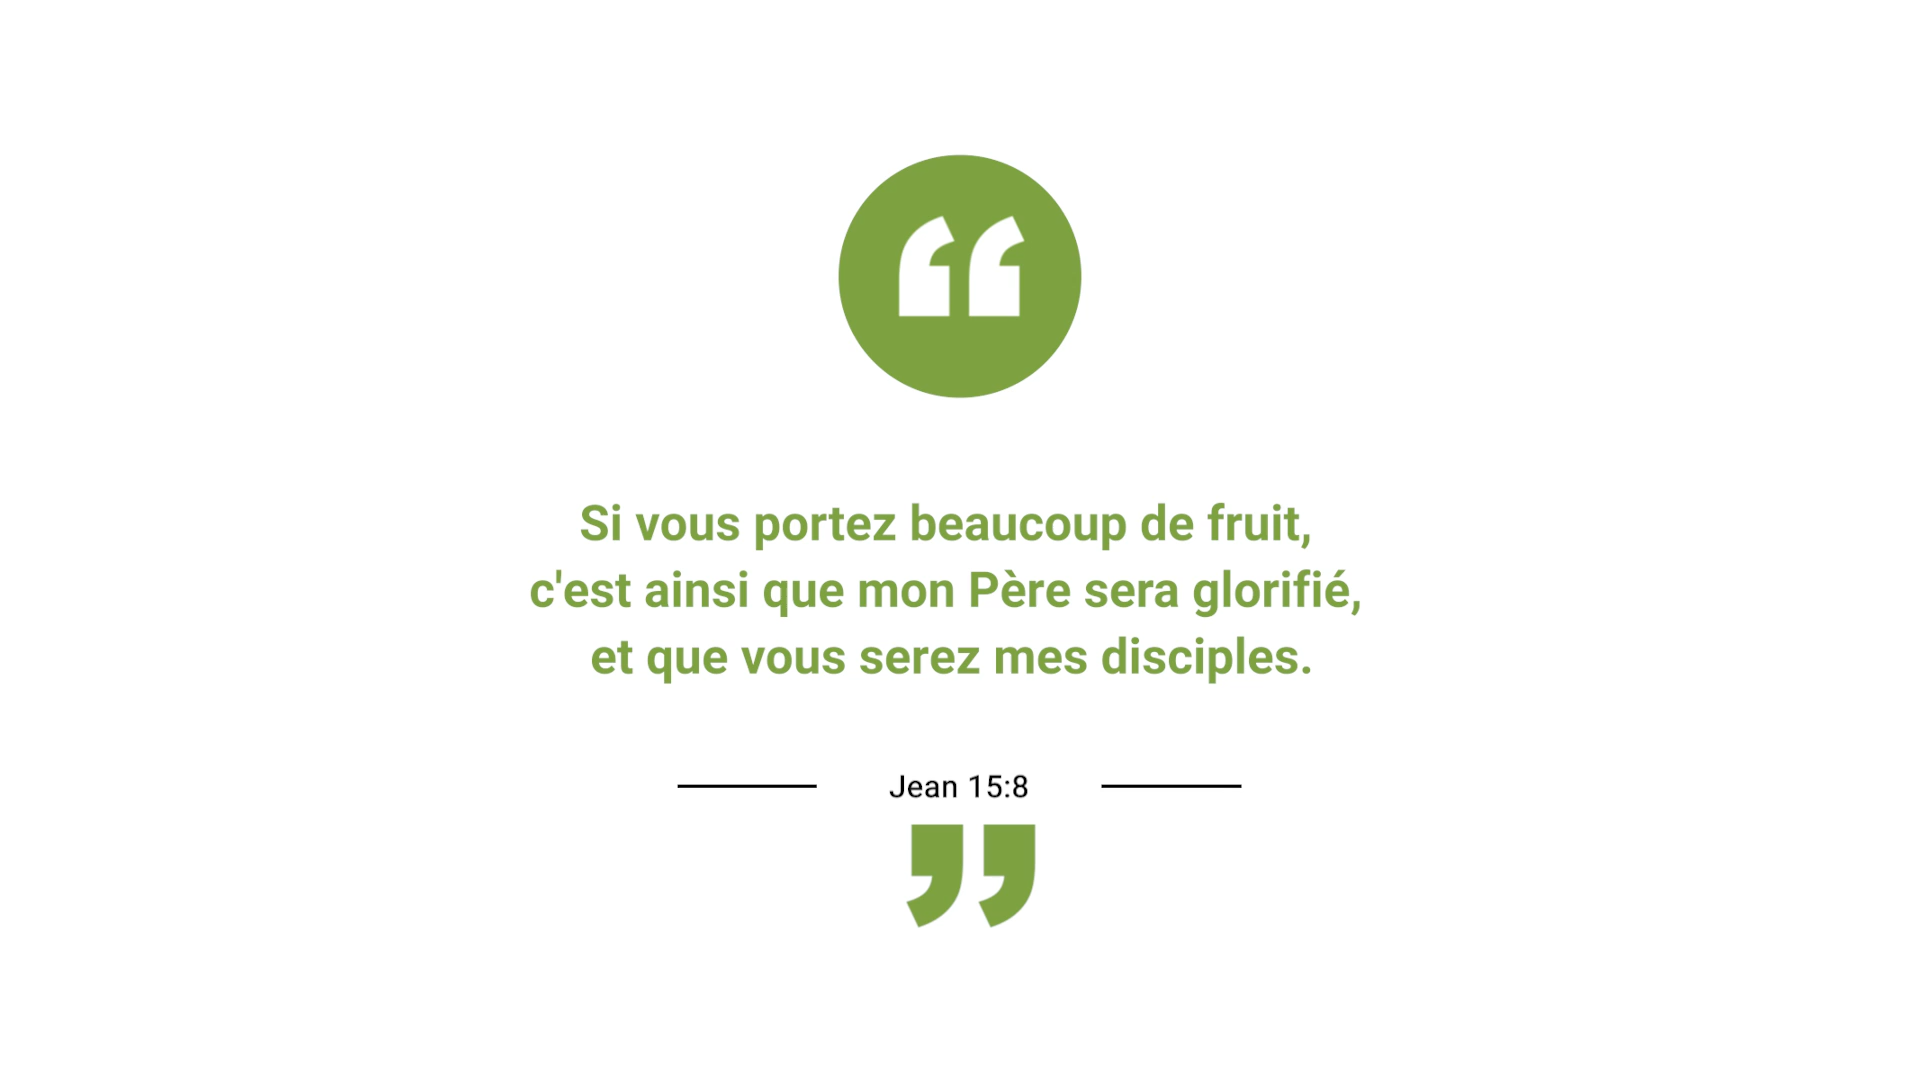 “
Si vous portez beaucoup de fruit,
c'est ainsi que mon Père sera glorifié,
et que vous serez mes disciples.
Jean 15:8
”